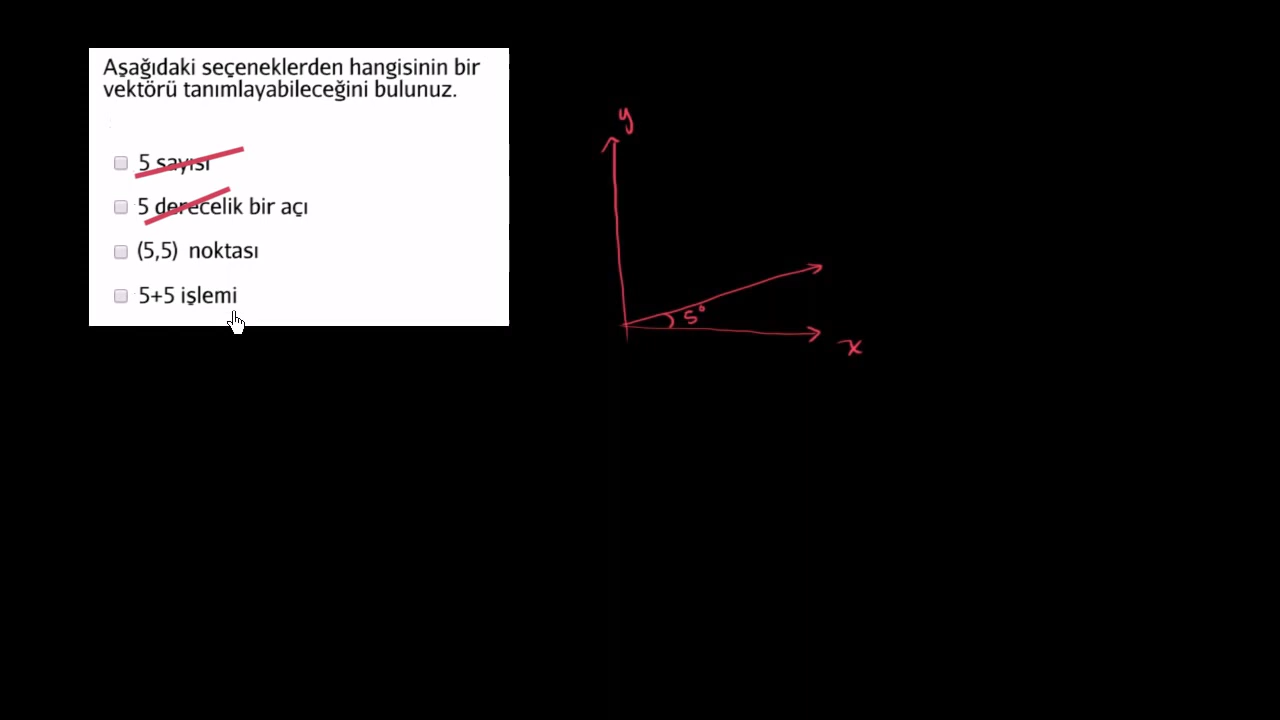 Aşağıdaki seçeneklerden hangisinin bir
vektörü tanımlayabileceğini bulunuz.
5 sayısı
5 derecelik bir açı
(5,5) noktası
5+5 işlemi
y
5°
x